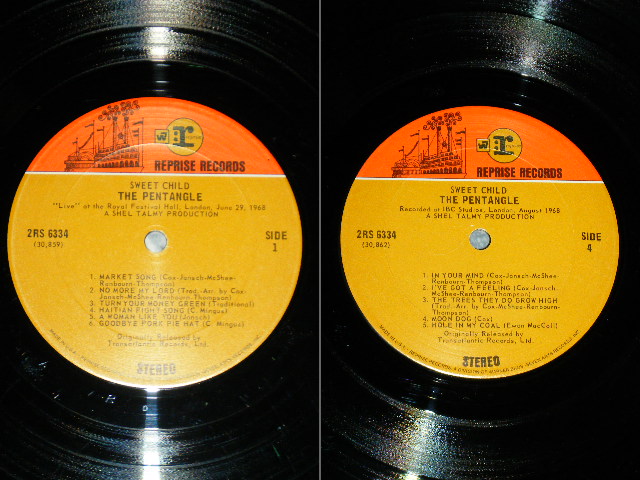 W r
REPRISE RECORDS
SWEET CHILD
THE PENTANGLE
"Live" at the Royal Festival Hall, London, June 29, 1968
A SHEL TALMY PRODUCTION
2RS 6334
(30,859)
SIDE
1
1. MARKET SONG (Cox-Jansch-McShee-
Renbourn-Thompson)
2. NO MORE MY LORD (Trad. Arr. by Cox-
Jansch-McShee-Renbourn-Thompson)
3. TURN YOUR MONEY GREEN (Traditional)
4. HAITIAN FIGHT SONG (C. Mingus)
5. A WOMAN LIKE YOU (Jansch)
6. GOODBYE PORK PIE HAT (C. Mingus)
Originally Released by
Transatlantic Records, Ltd.
STEREO
W r
REPRISE RECORDS
SWEET CHILD
THE PENTANGLE
Recorded at IBC Studios, London, August 1968
A SHEL TALMY PRODUCTION
2RS 6334
(30,862)
SIDE
4
1. IN YOUR MIND (Cox-Jansch-McShee-
Renbourn-Thompson)
2. I'VE GOT A FEELING (Cox-Jansch-
McShee-Renbourn-Thompson)
3. THE TREES THEY DO GROW HIGH
(Trad. Arr. by Cox-McShee-Renbourn-
Thompson)
4. MOON DOG (Cox)
5. HOLE IN MY COAL (Ewan MacColl)
Originally Released by
Transatlantic Records, Ltd.
STEREO